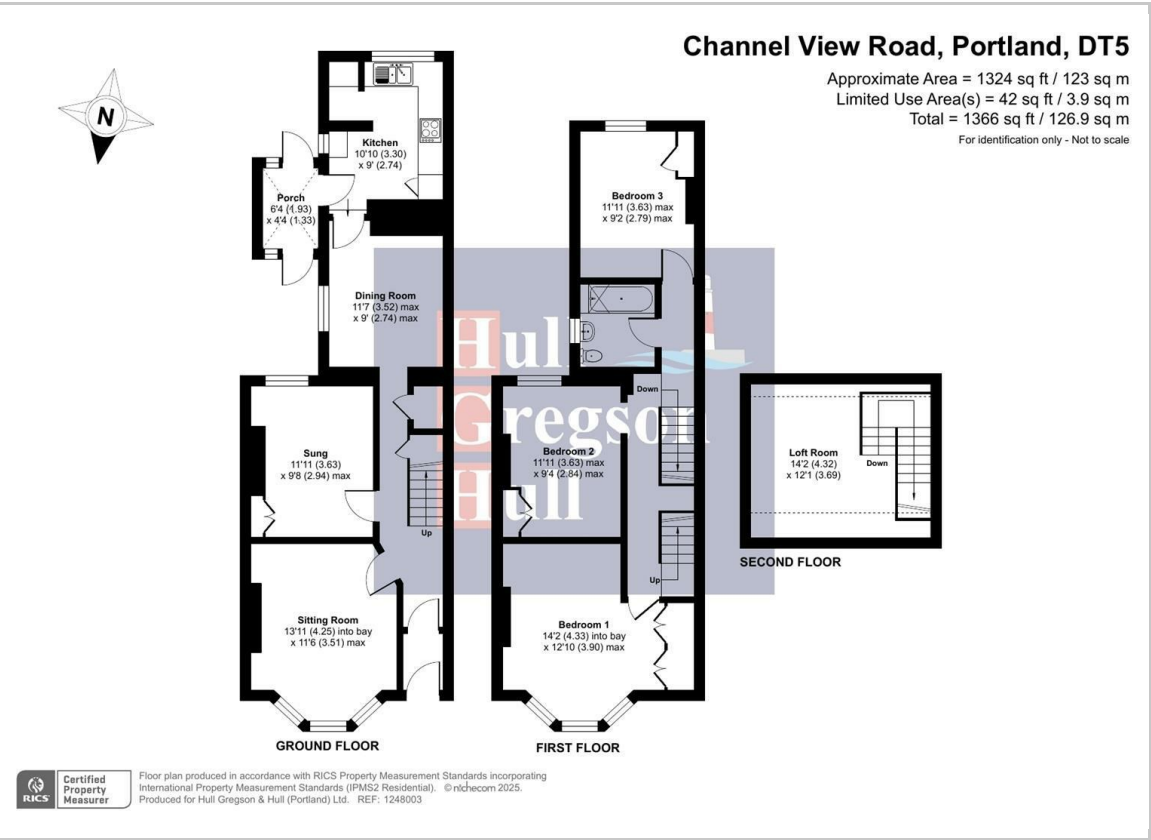 Channel View Road, Portland, DT5
Approximate Area = 1324 sq ft / 123 sq m
Limited Use Area(s) = 42 sq ft / 3.9 sq m
Total = 1366 sq ft / 126.9 sq m
For identification only - Not to scale
N
Kitchen
10'10 (3.30)
x 9' (2.74)
Porch
6'4 (1.93)
x 4'4 (1.33)
Dining Room
11'7 (3.52) max
x 9' (2.74) max
Sung
11'11 (3.63)
x 9'8 (2.94) max
Up
Sitting Room
13'11 (4.25) into bay
x 11'6 (3.51) max
GROUND FLOOR
Bedroom 3
11'11 (3.63) max
x 9'2 (2.79) max
Down
Bedroom 2
11'11 (3.63) max
x 9'4 (2.84) max
Up
Bedroom 1
14'2 (4.33) into bay
x 12'10 (3.90) max
FIRST FLOOR
Loft Room
14'2 (4.32)
x 12'1 (3.69)
Down
SECOND FLOOR
Hull
Gregson
Hull
RICS
Certified
Property
Measurer
Floor plan produced in accordance with RICS Property Measurement Standards incorporating
International Property Measurement Standards (IPMS2 Residential). © nichecom 2025.
Produced for Hull Gregson & Hull (Portland) Ltd. REF: 1248003